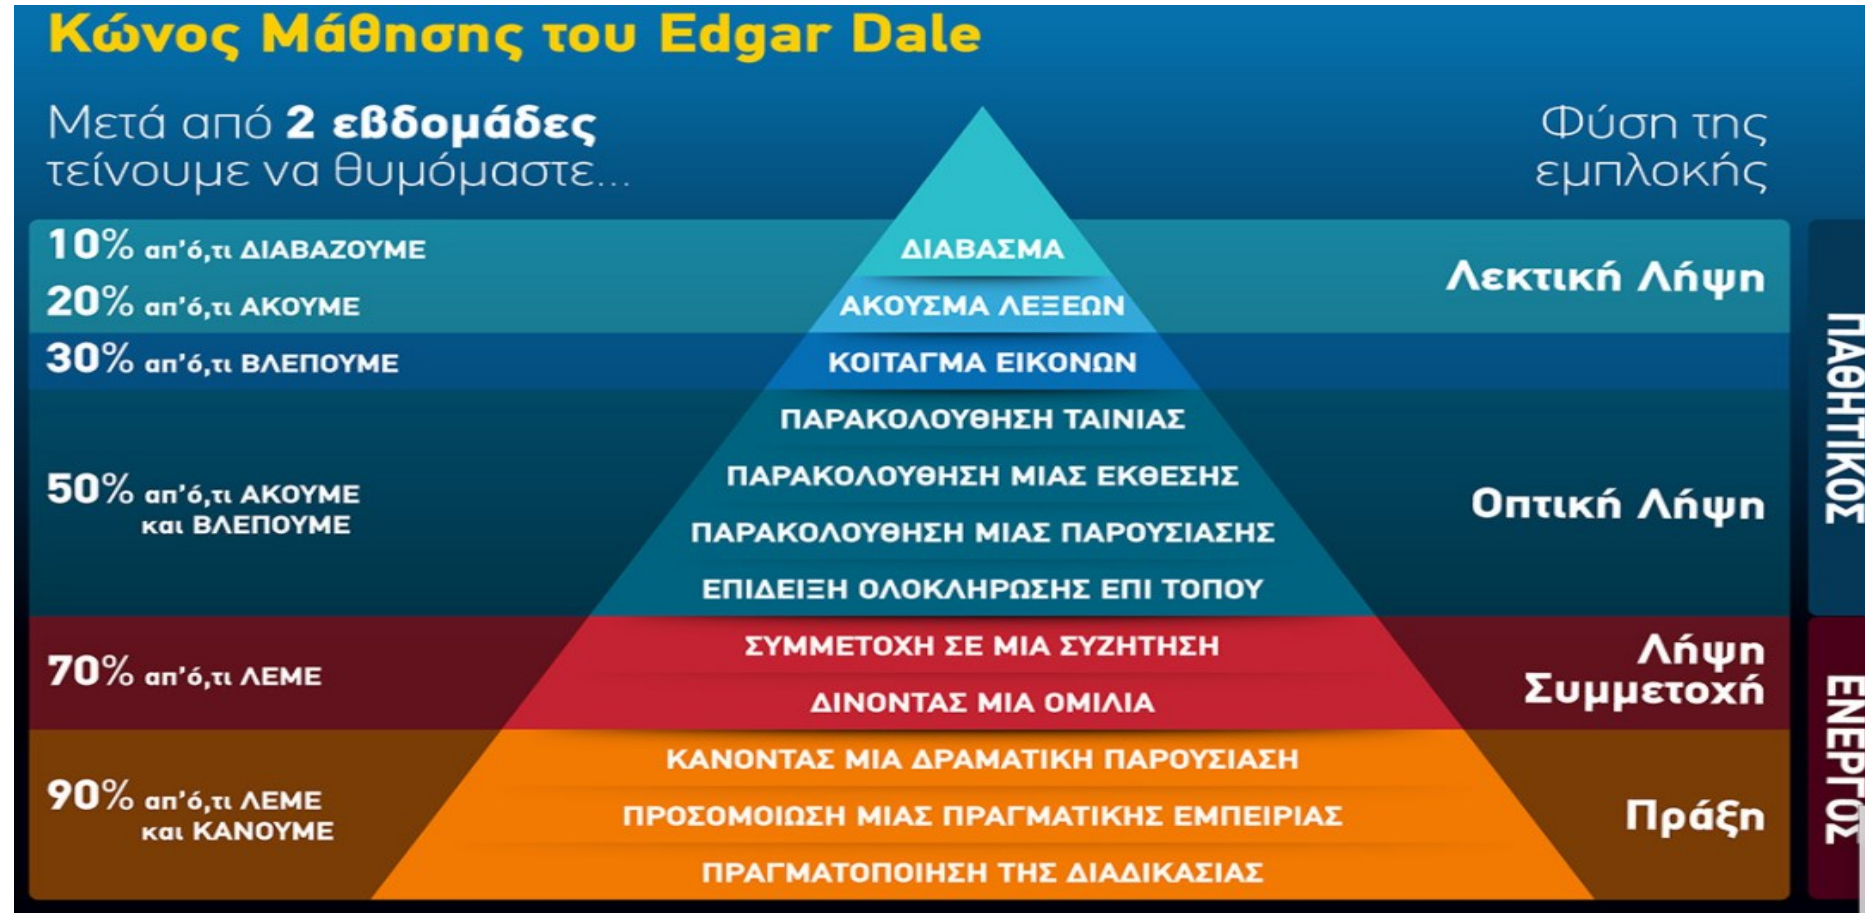 Κώνος Μάθησης του Edgar Dale
Μετά από 2 εβδομάδες
τείνουμε να θυμόμαστε...
Φύση της
εμπλοκής
10% απ'ό,τι ΔΙΑΒΑΖΟΥΜΕ
ΔΙΑΒΑΣΜΑ
20% απ'ό,τι ΑΚΟΥΜΕ
ΑΚΟΥΣΜΑ ΛΕΞΕΩΝ
Λεκτική Λήψη
30% απ'ό,τι ΒΛΕΠΟΥΜΕ
ΚΟΙΤΑΓΜΑ ΕΙΚΟΝΩΝ
50% απ'ό,τι ΑΚΟΥΜΕ
και ΒΛΕΠΟΥΜΕ
ΠΑΡΑΚΟΛΟΥΘΗΣΗ ΤΑΙΝΙΑΣ
ΠΑΡΑΚΟΛΟΥΘΗΣΗ ΜΙΑΣ ΕΚΘΕΣΗΣ
ΠΑΡΑΚΟΛΟΥΘΗΣΗ ΜΙΑΣ ΠΑΡΟΥΣΙΑΣΗΣ
ΕΠΙΔΕΙΞΗ ΟΛΟΚΛΗΡΩΣΗΣ ΕΠΙ ΤΟΠΟΥ
Οπτική Λήψη
ΠΑΘΗΤΙΚΟΣ
70% απ'ό,τι ΛΕΜΕ
ΣΥΜΜΕΤΟΧΗ ΣΕ ΜΙΑ ΣΥΖΗΤΗΣΗ
ΔΙΝΟΝΤΑΣ ΜΙΑ ΟΜΙΛΙΑ
Λήψη
Συμμετοχή
90% απ'ό,τι ΛΕΜΕ
και ΚΑΝΟΥΜΕ
ΚΑΝΟΝΤΑΣ ΜΙΑ ΔΡΑΜΑΤΙΚΗ ΠΑΡΟΥΣΙΑΣΗ
ΠΡΟΣΟΜΟΙΩΣΗ ΜΙΑΣ ΠΡΑΓΜΑΤΙΚΗΣ ΕΜΠΕΙΡΙΑΣ
ΠΡΑΓΜΑΤΟΠΟΙΗΣΗ ΤΗΣ ΔΙΑΔΙΚΑΣΙΑΣ
Πράξη
ΕΝΕΡΓΟΣ